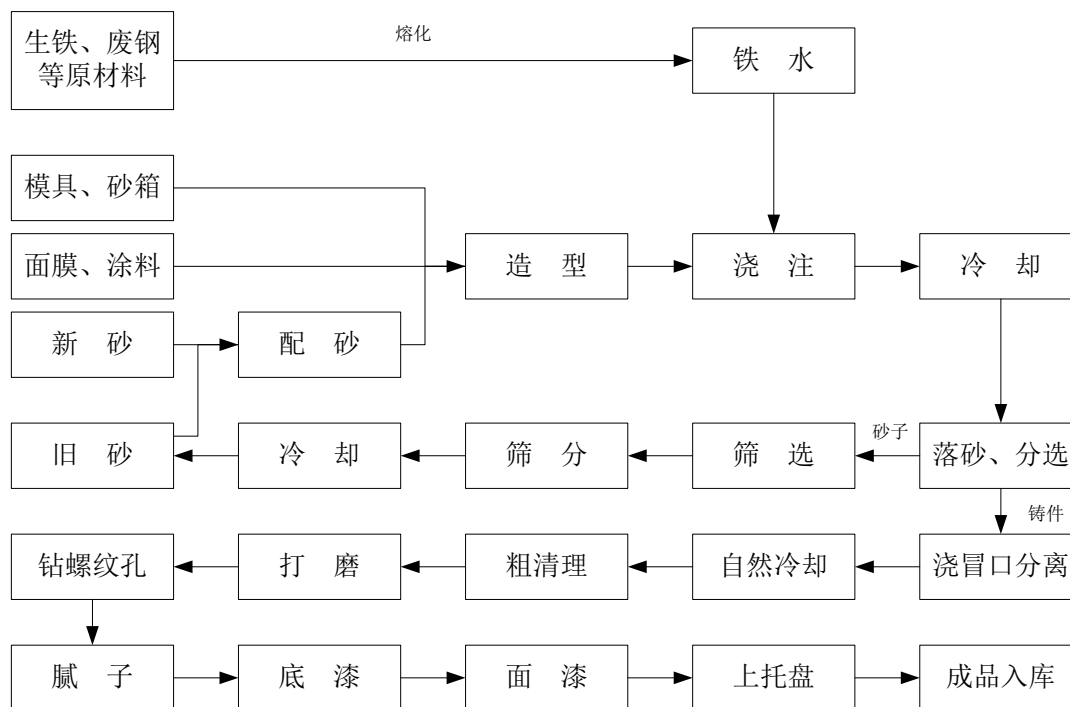 生铁、废钢
等原材料
熔化
铁 水
模具、砂箱
面膜、涂料
造 型
浇 注
冷 却
新 砂
配 砂
旧 砂
冷 却
筛 分
筛 选
砂子
落砂、分选
铸件
钻螺纹孔
打 磨
粗清理
自然冷却
浇冒口分离
腻 子
底 漆
面 漆
上托盘
成品入库